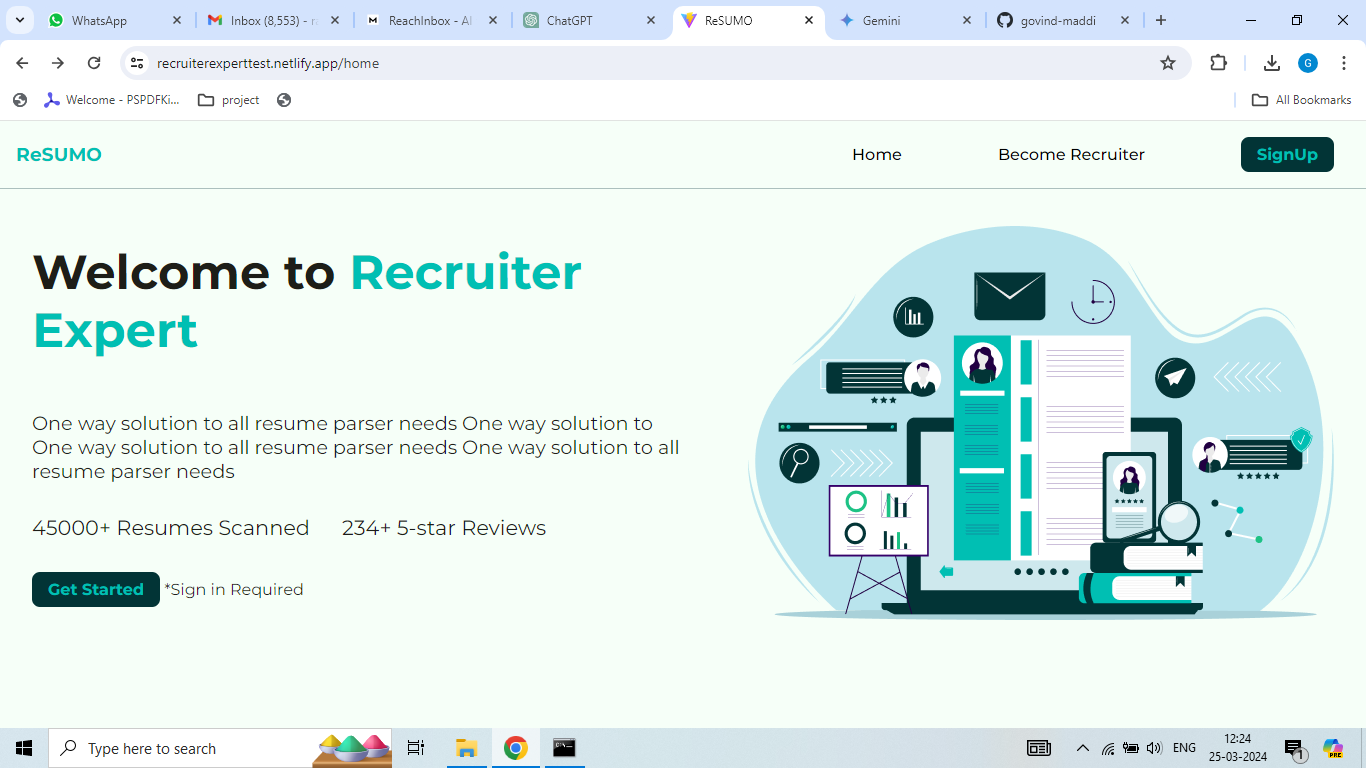 WhatsApp
Inbox (8,553) - ra
ReachInbox - AI
ChatGPT
ReSUMO
Gemini
govind-maddi
recruiterexperttest.netlify.app/home
G
Welcome - PSPDFKi...
project
All Bookmarks
ReSUMO
Home
Become Recruiter
SignUp
Welcome to Recruiter
Expert
One way solution to all resume parser needs One way solution to
One way solution to all resume parser needs One way solution to all
resume parser needs
45000+ Resumes Scanned
234+ 5-star Reviews
Get Started
*Sign in Required
Type here to search
ENG
12:24
25-03-2024
1
PRE